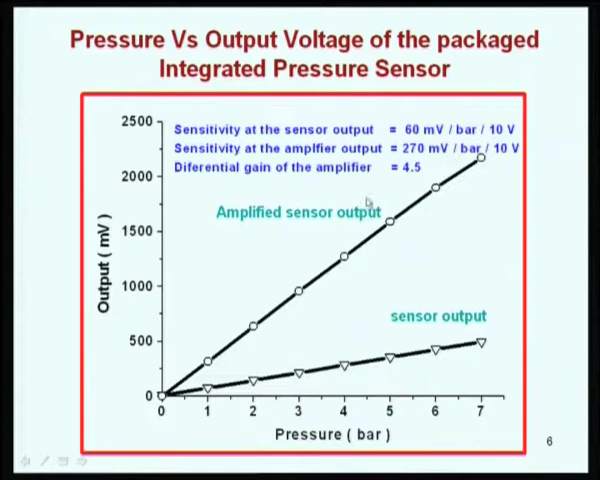 Pressure Vs Output Voltage of the packaged
Integrated Pressure Sensor
2500
Sensitivity at the sensor output = 60 mV / bar / 10 V
Sensitivity at the amplfier output = 270 mV / bar / 10 V
Diferential gain of the amplifier = 4.5
2000
Amplified sensor output
1500
Output ( mV )
1000
sensor output
500
0
0 1 2 3 4 5 6 7
Pressure ( bar )
6